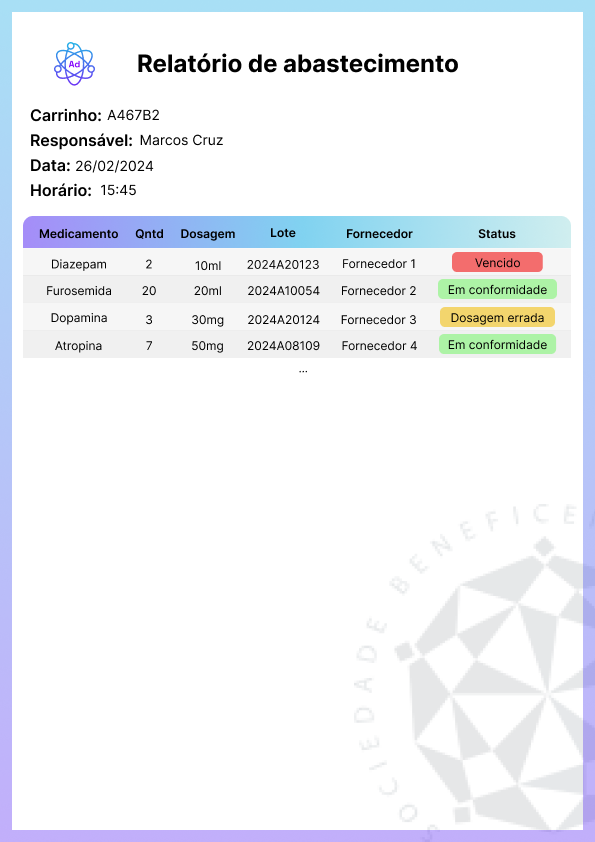 Ad
Relatório de abastecimento
Carrinho: A467B2
Responsável: Marcos Cruz
Data: 26/02/2024
Horário: 15:45
Medicamento Qntd Dosagem Lote Fornecedor Status
Diazepam 2 10ml 2024A20123 Fornecedor 1 Vencido
Furosemida 20 20ml 2024A10054 Fornecedor 2 Em conformidade
Dopamina 3 30mg 2024A20124 Fornecedor 3 Dosagem errada
Atropina 7 50mg 2024A08109 Fornecedor 4 Em conformidade
...
SOCIEDADE BENEFICE